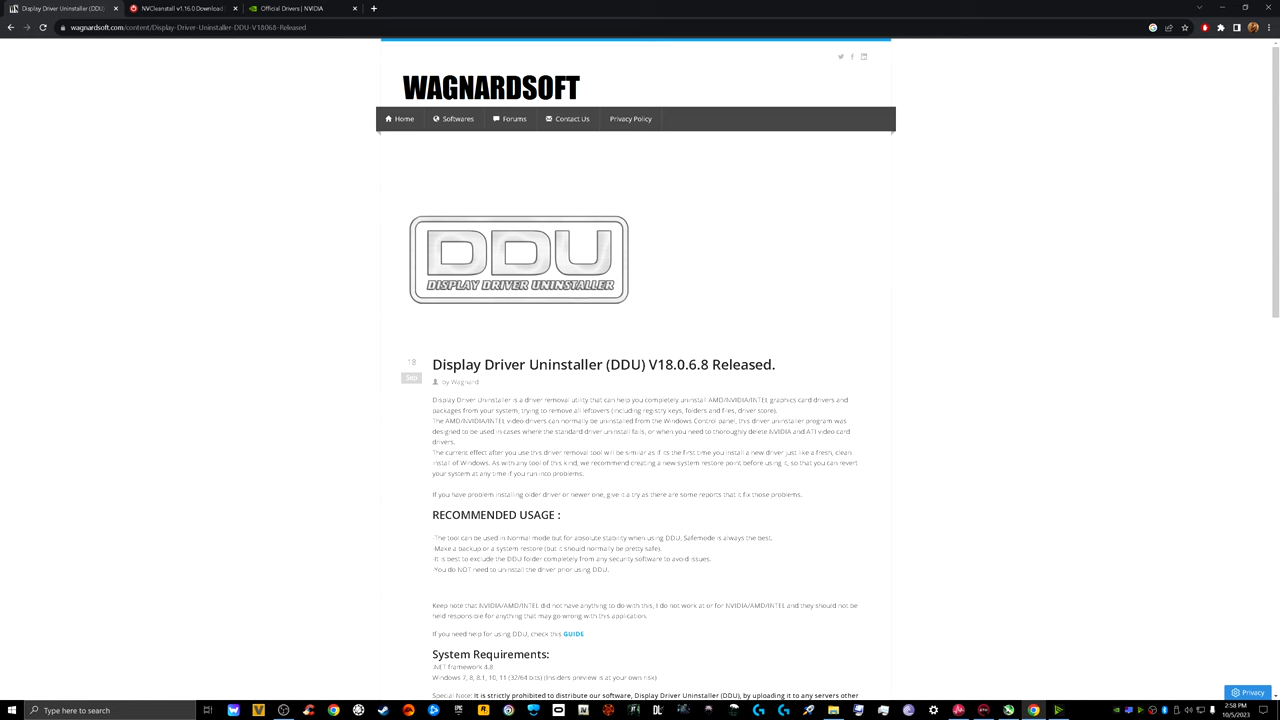 Display Driver Uninstaller (DDU)
NVCleanstall v1.16.0 Download
Official Drivers | NVIDIA
wagnardsoft.com/content/Display-Driver-Uninstaller-DDU-V18068-Released
WAGNARDSOFT
Home Softwares Forums Contact Us Privacy Policy
DDU
DISPLAY DRIVER UNINSTALLER
18
Sep
Display Driver Uninstaller (DDU) V18.0.6.8 Released.
by Wagnard
Display Driver Uninstaller is a driver removal utility that can help you completely uninstall AMD/NVIDIA/INTEL graphics card drivers and
packages from your system, trying to remove all leftovers (including registry keys, folders and files, driver store).
The AMD/NVIDIA/INTEL video drivers can normally be uninstalled from the Windows Control panel, this driver uninstaller program was
designed to be used in cases where the standard driver uninstall fails, or when you need to thoroughly delete NVIDIA and ATI video card
drivers.
The current effect after you use this driver removal tool will be similar as if its the first time you install a new driver just like a fresh, clean
install of Windows. As with any tool of this kind, we recommend creating a new system restore point before using it, so that you can revert
your system at any time if you run into problems.
If you have problem installing older driver or newer one, give it a try as there are some reports that it fix those problems.
RECOMMENDED USAGE :
-The tool can be used in Normal mode but for absolute stability when using DDU, Safemode is always the best.
-Make a backup or a system restore (but it should normally be pretty safe).
-It is best to exclude the DDU folder completely from any security software to avoid issues.
-You do NOT need to uninstall the driver prior using DDU.
Keep note that NVIDIA/AMD/INTEL did not have anything to do with this, I do not work at or for NVIDIA/AMD/INTEL and they should not be
held responsible for anything that may go wrong with this application.
If you need help for using DDU, check this GUIDE
System Requirements:
.NET framework 4.8
Windows 7, 8, 8.1, 10, 11 (32/64 bits) (Insiders preview is at your own risk)
Special Note: It is strictly prohibited to distribute our software, Display Driver Uninstaller (DDU), by uploading it to any servers other
Privacy
Type here to search
2:58 PM
10/5/2023